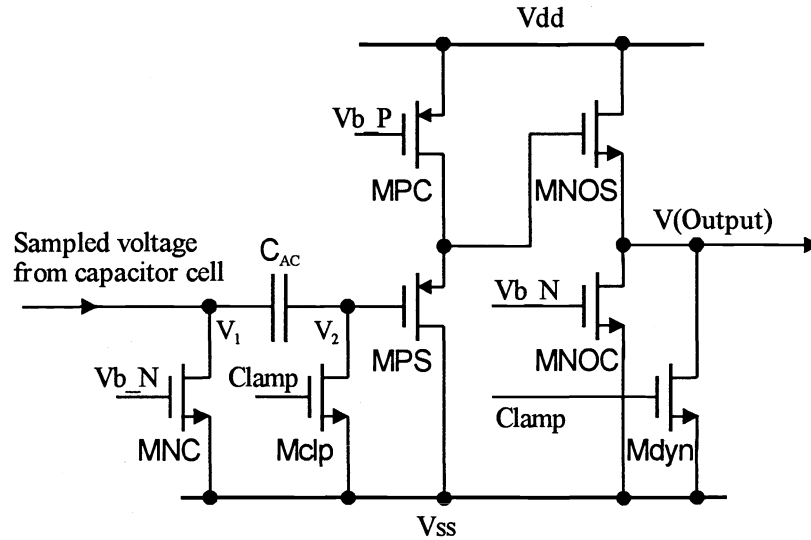 Vdd
Vb_P
MPC
MNOS
V(Output)
Sampled voltage
from capacitor cell
C_AC
V_1
V_2
MPS
Vb_N
MNOC
Vb_N
Clamp
Clamp
MNC
Mclp
Mdyn
Vss